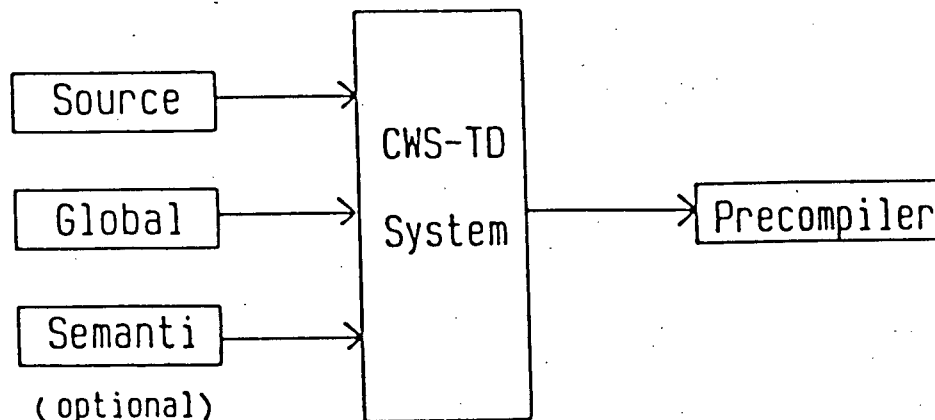 Source
Global
Semanti
(optional)
CWS-TD
System
Precompiler